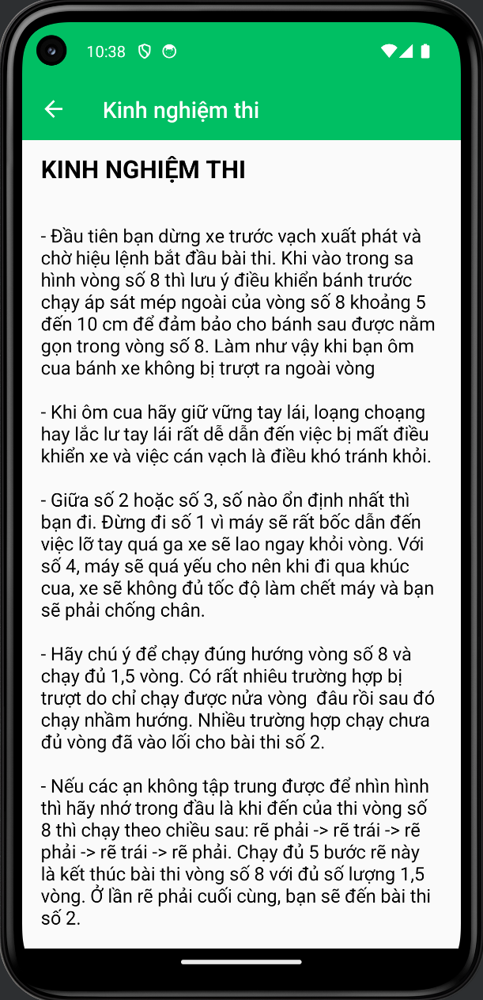 10:38
Kinh nghiệm thi
KINH NGHIỆM THI
- Đầu tiên bạn dừng xe trước vạch xuất phát và
chờ hiệu lệnh bắt đầu bài thi. Khi vào trong sa
hình vòng số 8 thì lưu ý điều khiển bánh trước
chạy áp sát mép ngoài của vòng số 8 khoảng 5
đến 10 cm để đảm bảo cho bánh sau được nằm
gọn trong vòng số 8. Làm như vậy khi bạn ôm
cua bánh xe không bị trượt ra ngoài vòng
- Khi ôm cua hãy giữ vững tay lái, loạng choạng
hay lắc lư tay lái rất dễ dẫn đến việc bị mất điều
khiển xe và việc cán vạch là điều khó tránh khỏi.
- Giữa số 2 hoặc số 3, số nào ổn định nhất thì
bạn đi. Đừng đi số 1 vì máy sẽ rất bốc dẫn đến
việc lỡ tay quá ga xe sẽ lao ngay khỏi vòng. Với
số 4, máy sẽ quá yếu cho nên khi đi qua khúc
cua, xe sẽ không đủ tốc độ làm chết máy và bạn
sẽ phải chống chân.
- Hãy chú ý để chạy đúng hướng vòng số 8 và
chạy đủ 1,5 vòng. Có rất nhiêu trường hợp bị
trượt do chỉ chạy được nửa vòng  đâu rồi sau đó
chạy nhầm hướng. Nhiều trường hợp chạy chưa
đủ vòng đã vào lối cho bài thi số 2.
- Nếu các ạn không tập trung được để nhìn hình
thì hãy nhớ trong đầu là khi đến của thi vòng số
8 thì chạy theo chiều sau: rẽ phải -> rẽ trái -> rẽ
phải -> rẽ trái -> rẽ phải. Chạy đủ 5 bước rẽ này
là kết thúc bài thi vòng số 8 với đủ số lượng 1,5
vòng. Ở lần rẽ phải cuối cùng, bạn sẽ đến bài thi
số 2.